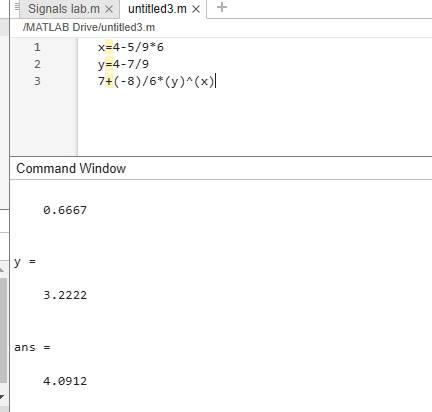 Signals lab.m × untitled3.m × +
/MATLAB Drive/untitled3.m
1 x=4-5/9*6
2 y=4-7/9
3 7+(-8)/6*(y)^(x)
Command Window
0.6667
y =
3.2222
ans =
4.0912